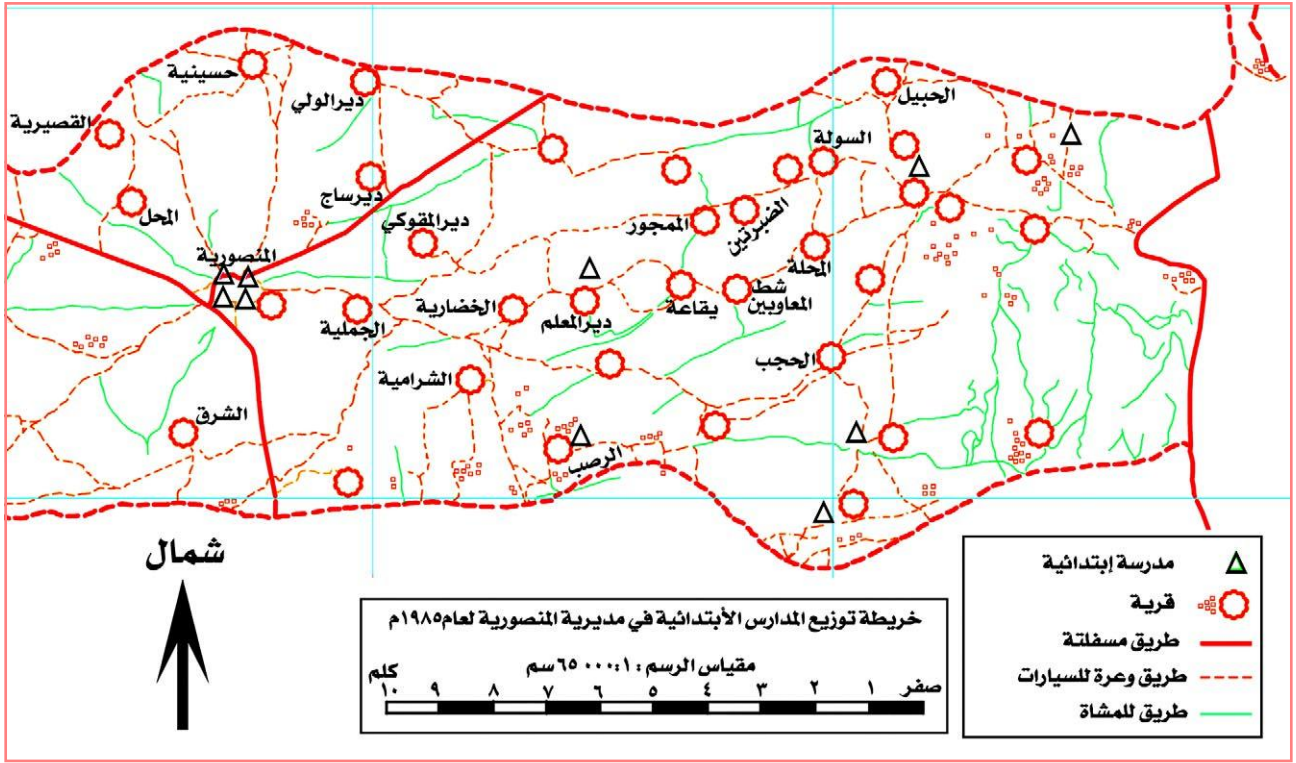 حسينية
ديرالولي
الحبيل
القصيرية
السولة
ديرساج
المحل
الضبرتين
المجور
ديرالمقوكي
المنصورية
المحلة
شط
المعاوبين
يقاعة
الخضارية
ديرالمعلم
الجملية
الحجب
الشرامية
الشرق
الرصب
شمال
مدرسة إبتدائية
قرية
طريق مسفلتة
طريق وعرة للسيارات
طريق للمشاة
خريطة توزيع المدارس الأبتدائية في مديرية المنصورية لعام١٩٨٥م
مقياس الرسم : ١:٦٥٠٠٠ سم
صفر ١ ٢ ٣ ٤ ٥ ٦ ٧ ٨ ٩ ١٠ كلم